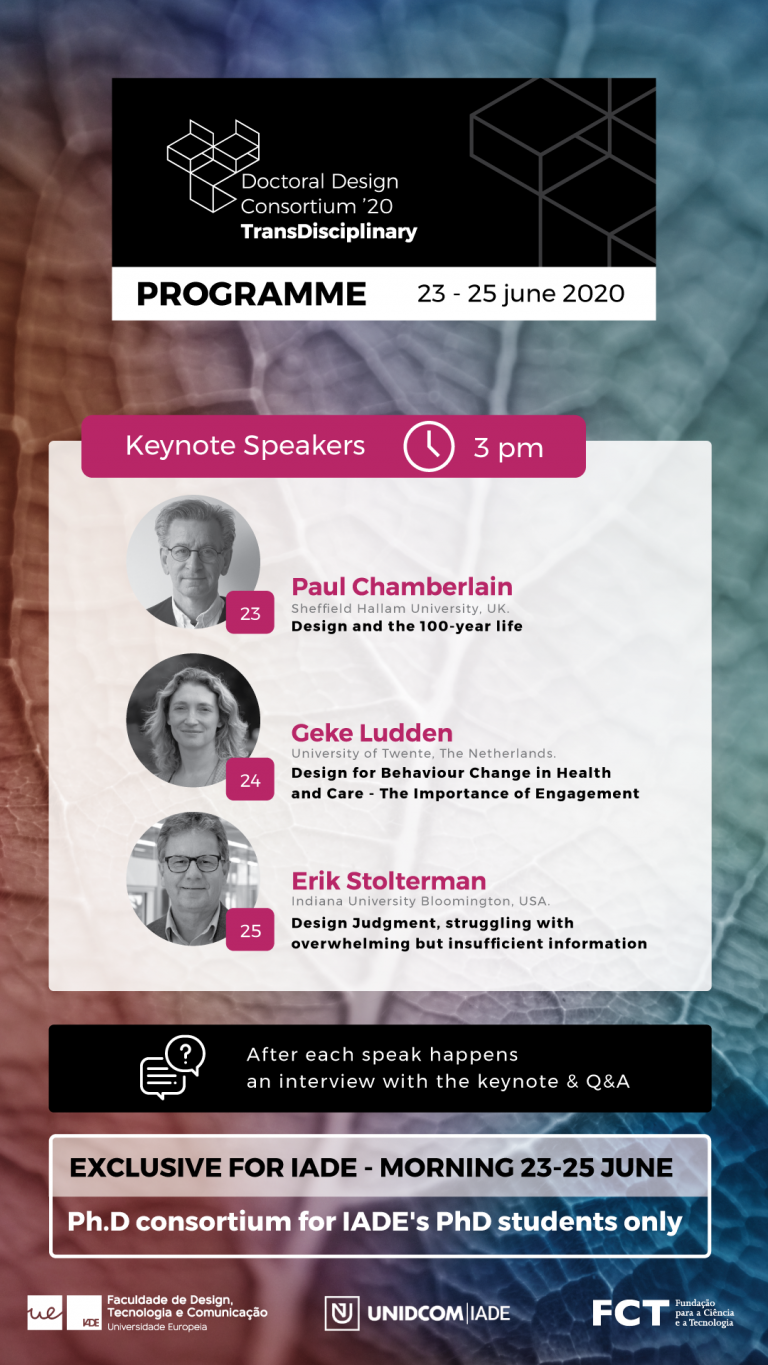 Doctoral Design
Consortium '20
TransDisciplinary
PROGRAMME
23 - 25 june 2020
Keynote Speakers
3 pm
23
Paul Chamberlain
Sheffield Hallam University, UK.
Design and the 100-year life
24
Geke Ludden
University of Twente, The Netherlands.
Design for Behaviour Change in Health
and Care - The Importance of Engagement
25
Erik Stolterman
Indiana University Bloomington, USA.
Design Judgment, struggling with
overwhelming but insufficient information
?
After each speak happens
an interview with the keynote & Q&A
EXCLUSIVE FOR IADE - MORNING 23-25 JUNE
Ph.D consortium for IADE's PhD students only
ue
IADE
Faculdade de Design,
Tecnologia e Comunicação
Universidade Europeia
UNIDCOM|IADE
FCT
Fundação
para a Ciência
e a Tecnologia